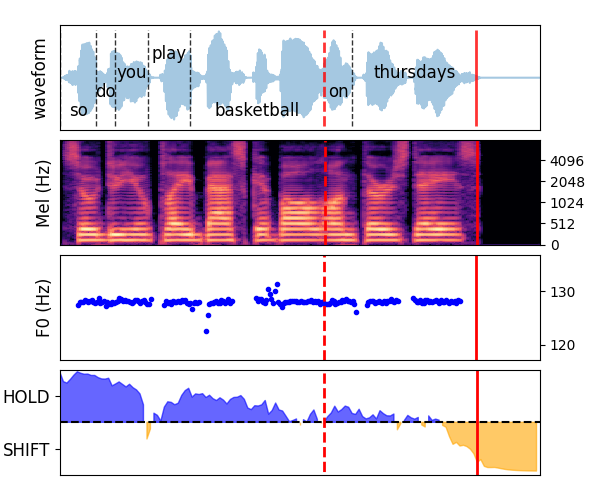 waveform
so do you play basketball on thursdays
Mel (Hz)
4096
2048
1024
512
0
F0 (Hz)
130
120
HOLD
SHIFT